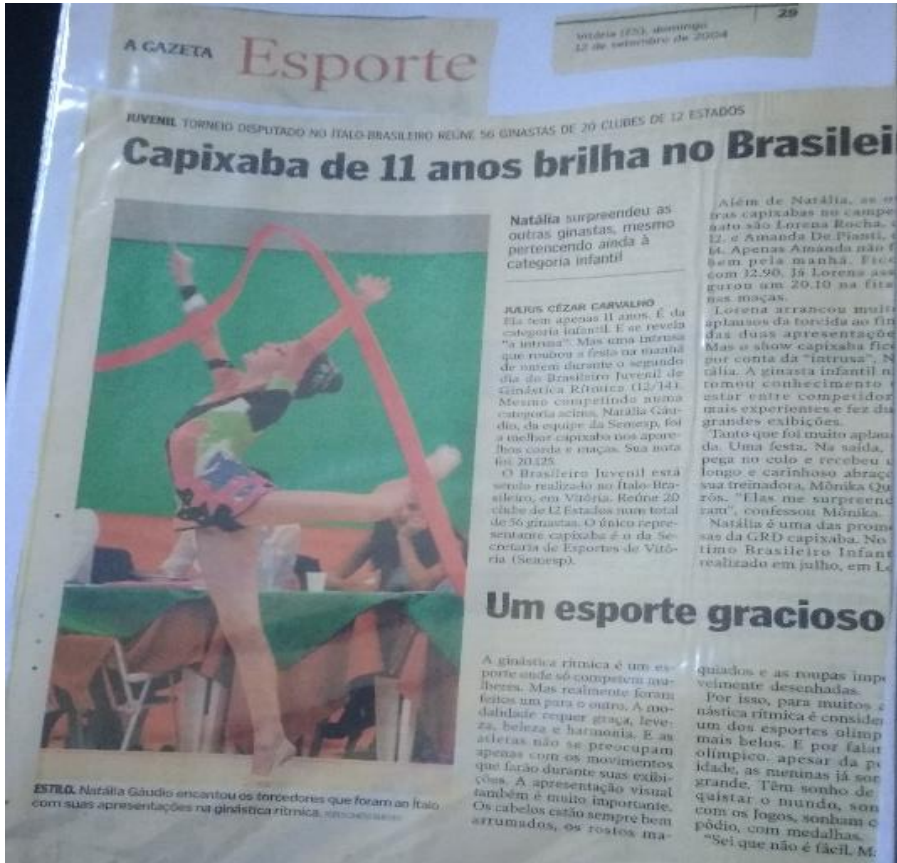 A GAZETA
Esporte
29
Vitória (ES), domingo
12 de setembro de 2004
JUVENIL TORNEIO DISPUTADO NO ÍTALO-BRASILEIRO REÚNE 56 GINASTAS DE 20 CLUBES DE 12 ESTADOS
Capixaba de 11 anos brilha no Brasilei
Natália surpreendeu as
outras ginastas, mesmo
pertencendo ainda à
categoria infantil
JULIUS CÉZAR CARVALHO
Ela tem apenas 11 anos. É da
categoria infantil. E se revela
"a intrusa". Mas uma intrusa
que roubou a festa na manhã
de ontem durante o segundo
dia do Brasileiro Juvenil de
Ginástica Rítmica (12/14).
Mesmo competindo numa
categoria acima, Natália Gáu-
dio, da equipe da Semesp, foi
a melhor capixaba nos apare-
lhos corda e maças. Sua nota
foi 20.125.
O Brasileiro Juvenil está
sendo realizado no Ítalo-Bra-
sileiro, em Vitória. Reúne 20
clube de 12 Estados num total
de 56 ginastas. O único repre-
sentante capixaba é o da Se-
cretaria de Esportes de Vitó-
ria (Semesp).
Além de Natália, as o
tras capixabas no campe
nato são Lorena Rocha,
12, e Amanda De Pianti,
14. Apenas Amanda não f
bem pela manhã. Fico
com 12.90. Já Lorena ass
gurou um 20.10 na fita
nas maças.
Lorena arrancou muit
aplausos da torcida ao fin
das duas apresentaçõe
Mas o show capixaba fic
por conta da "intrusa", N
tália. A ginasta infantil n
tomou conhecimento
estar entre competidor
mais experientes e fez du
grandes exibições.
Tanto que foi muito aplau
da. Uma festa. Na saída,
pega no colo e recebeu u
longo e carinhoso abraç
sua treinadora, Mônika Qu
rós. "Elas me surpreend
ram", confessou Mônika.
Natália é uma das prom
sas da GRD capixaba. No
timo Brasileiro Infant
realizado em julho, em Lo
Um esporte gracioso
A ginástica rítmica é um es-
porte onde só competem mu-
lheres. Mas realmente foram
feitos um para o outro. A mo-
dalidade requer graça, leve-
za, beleza e harmonia. E as
atletas não se preocupam
apenas com os movimentos
que farão durante suas exibi-
ções. A apresentação visual
também é muito importante.
Os cabelos estão sempre bem
arrumados, os rostos ma-
quiados e as roupas impe
velmente desenhadas.
Por isso, para muitos a
nástica rítmica é consider
um dos esportes olímp
mais belos. E por falar
olímpico, apesar da p
idade, as meninas já son
grande. Têm sonho de
quistar o mundo, son
com os Jogos, sonham c
pódio, com medalhas.
"Sei que não é fácil. M
ESTILO. Natália Gáudio encantou os torcedores que foram ao Ítalo
com suas apresentações na ginástica rítmica.